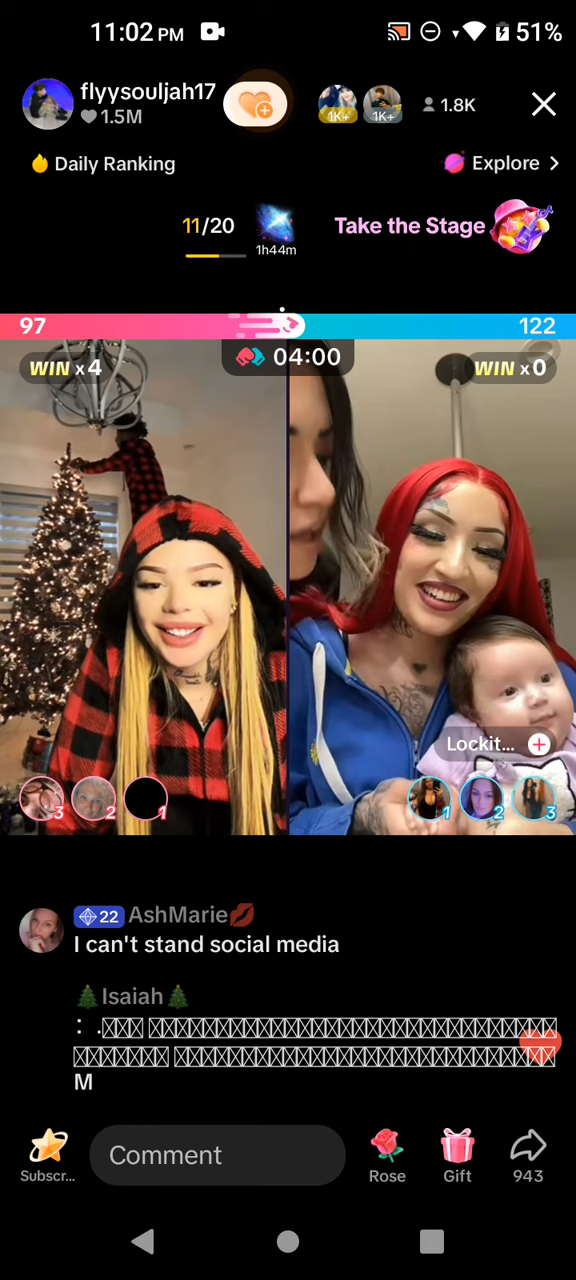 11:02 PM
51%
flyysouljah17
1.5M
1K+
1K+
1.8K
Daily Ranking
Explore
11/20
1h44m
Take the Stage
97
122
WIN x4
04:00
WIN x0
Lockit...
3
2
1
1
2
3
22 AshMarie
I can't stand social media
Isaiah
: .
M
Subscr...
Comment
Rose
Gift
943